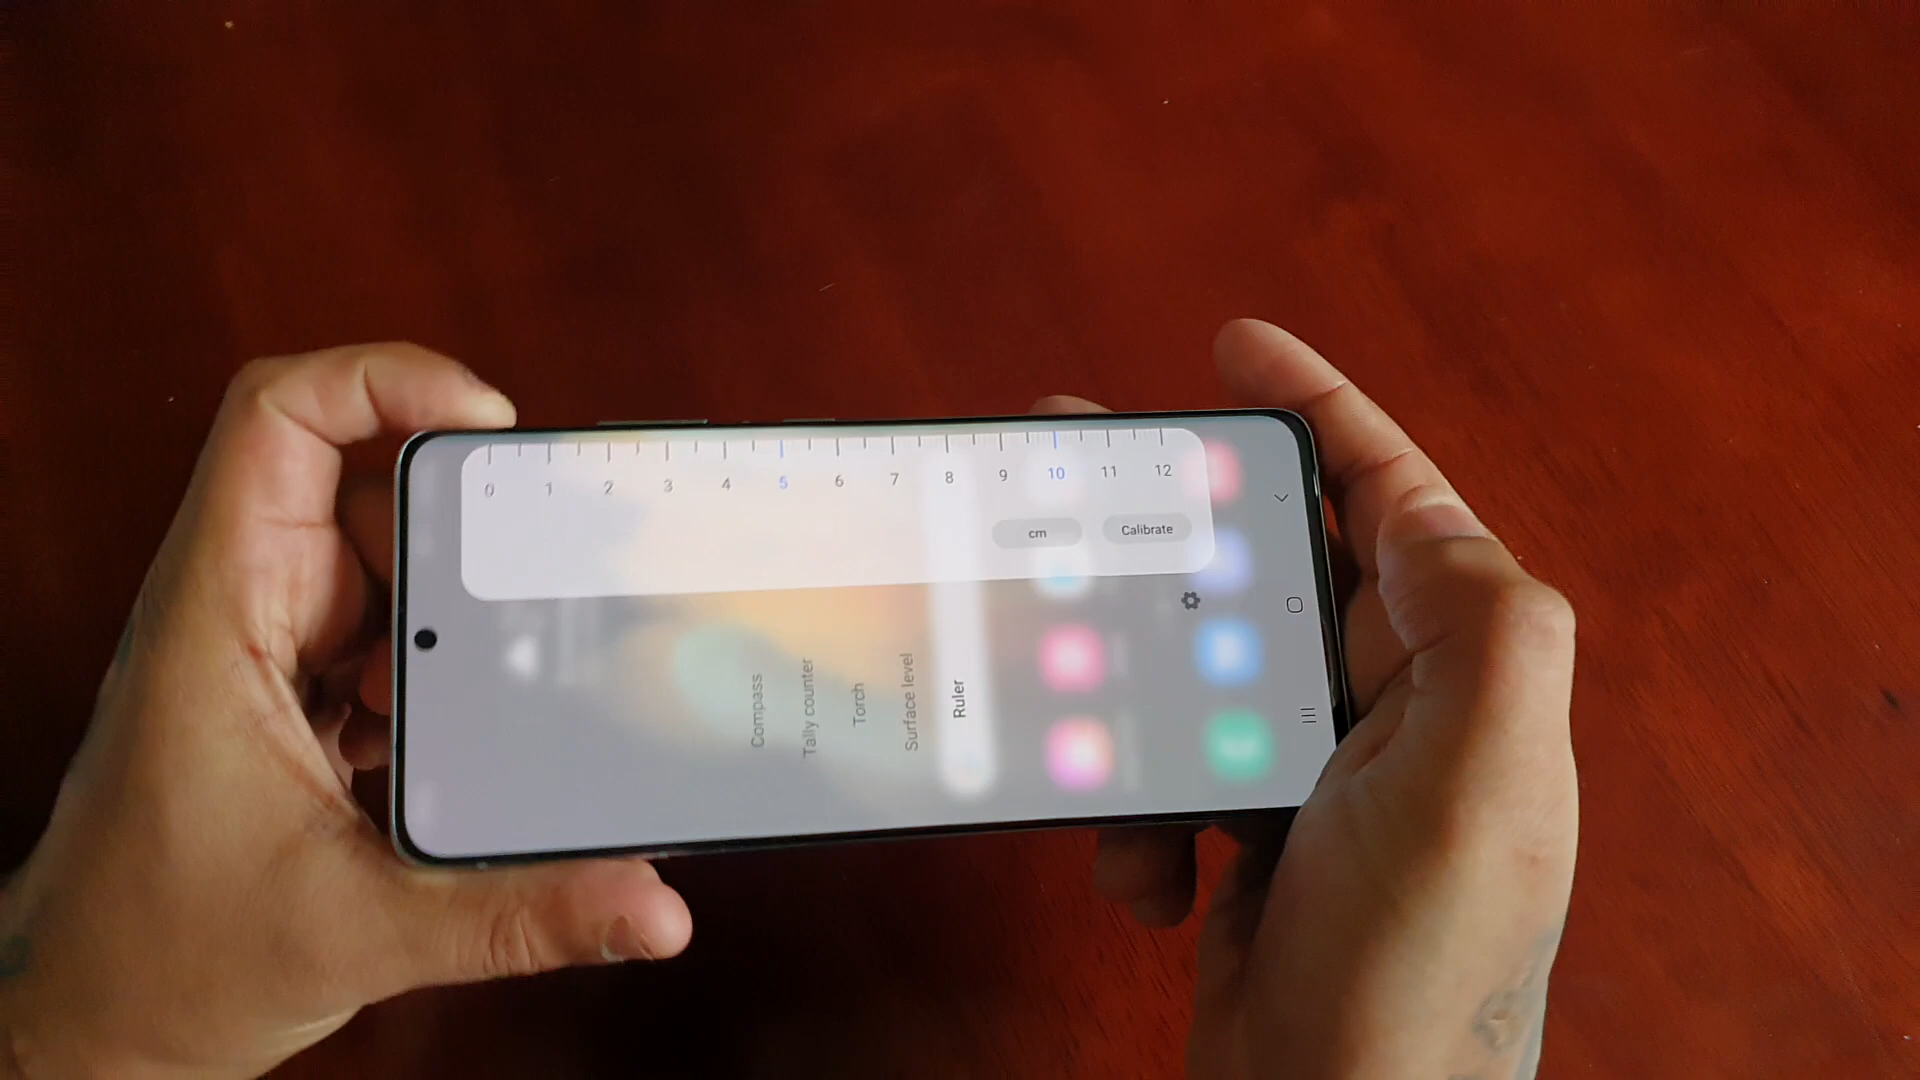 0 1 2 3 4 5 6 7 8 9 10 11 12
cm Calibrate
Compass
Tally counter
Torch
Surface level
Ruler